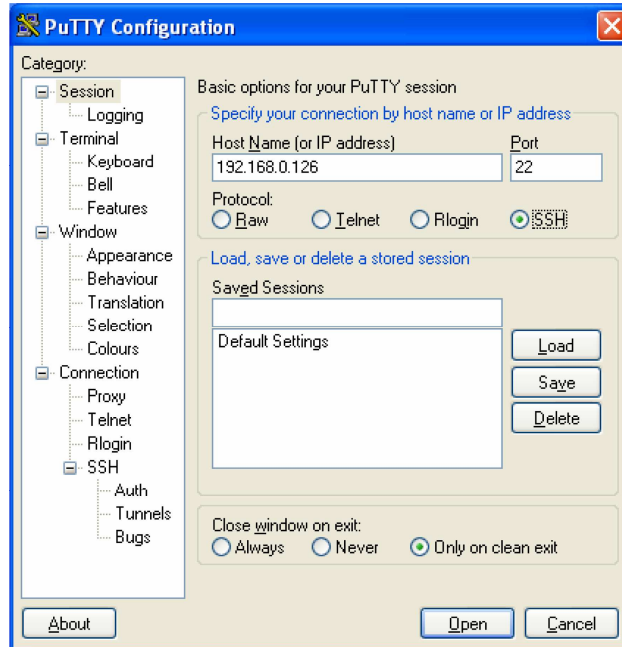 PuTTY Configuration
Category:
Session
Logging
Terminal
Keyboard
Bell
Features
Window
Appearance
Behaviour
Translation
Selection
Colours
Connection
Proxy
Telnet
Rlogin
SSH
Auth
Tunnels
Bugs
Basic options for your PuTTY session
Specify your connection by host name or IP address
Host Name (or IP address) Port
192.168.0.126 22
Protocol:
Raw Telnet Rlogin SSH
Load, save or delete a stored session
Saved Sessions
Default Settings
Load
Save
Delete
Close window on exit:
Always Never Only on clean exit
About Open Cancel